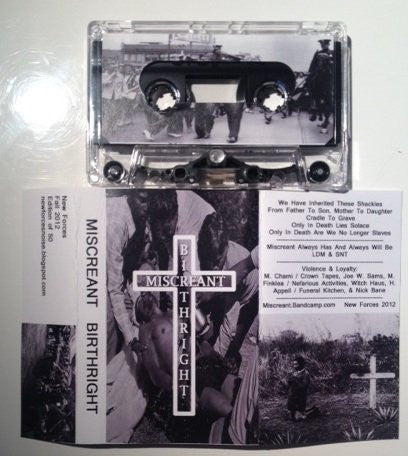 New Forces
Fall 2012
Edition of 50
newforcesnoise.blogspot.com
MISCREANT BIRTHRIGHT
BIRTHRIGHT
MISCREANT
We Have Inherited These Shackles
From Father To Son, Mother To Daughter
Cradle To Grave
Only In Death Lies Solace
Only In Death Are We No Longer Slaves
Miscreant Always Has And Always Will Be
LDM & SNT
Violence & Loyalty:
M. Chami / Crown Tapes, Joe W. Sams, M.
Finklea / Nefarious Activities, Witch Haus, H.
Appell / Funeral Kitchen, & Nick Bane
Miscreant.Bandcamp.com New Forces 2012